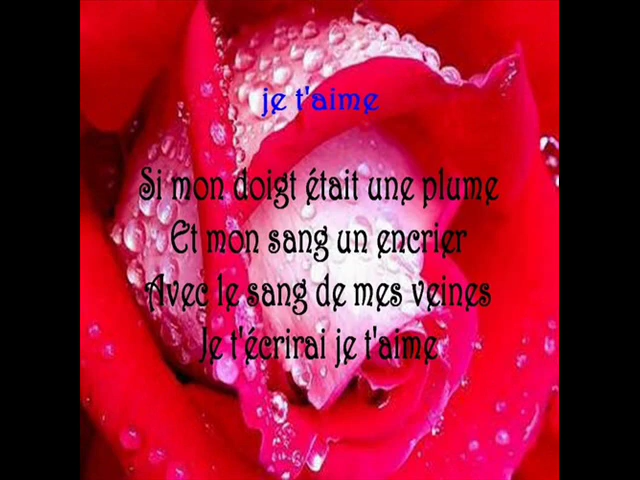 je t'aime
Si mon doigt était une plume
Et mon sang un encrier
Avec le sang de mes veines
Je t'écrirai je t'aime